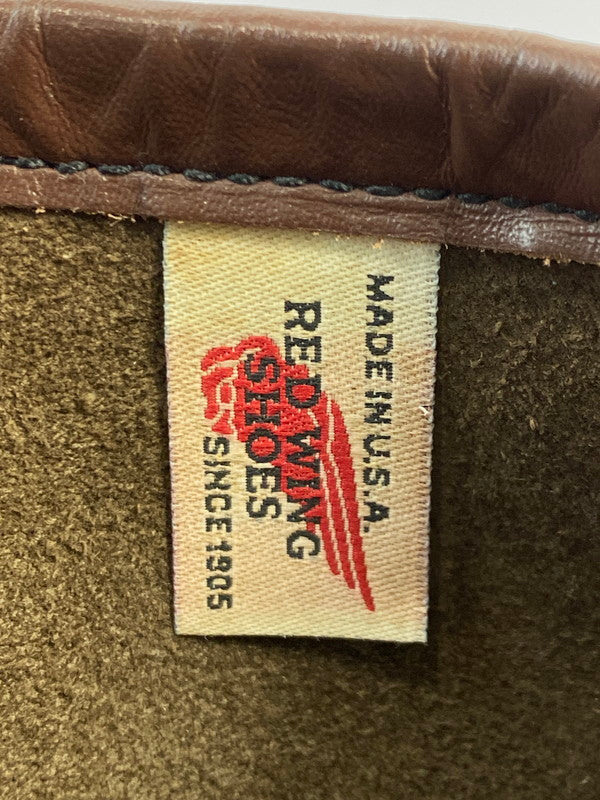 MADE IN U.S.A.
RED WING
SHOES
SINCE 1905